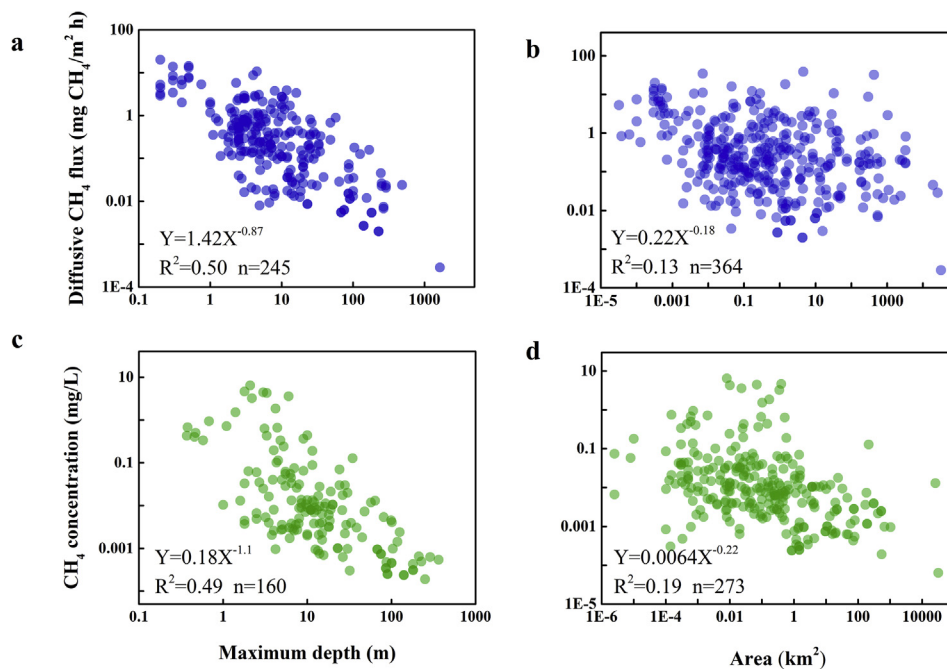 a
Diffusive CH4 flux (mg CH4/m2 h)
100
1
0.01
1E-4
Y=1.42X-0.87
R2=0.50 n=245
0.1
1
10
100
1000
b
100
1
0.01
1E-4
Y=0.22X-0.18
R2=0.13 n=364
1E-5
0.001
0.1
10
1000
c
CH4 concentration (mg/L)
10
0.1
0.001
Y=0.18X-1.1
R2=0.49 n=160
0.1
1
10
100
1000
Maximum depth (m)
d
10
0.1
0.001
1E-5
Y=0.0064X-0.22
R2=0.19 n=273
1E-6
1E-4
0.01
1
100
10000
Area (km2)